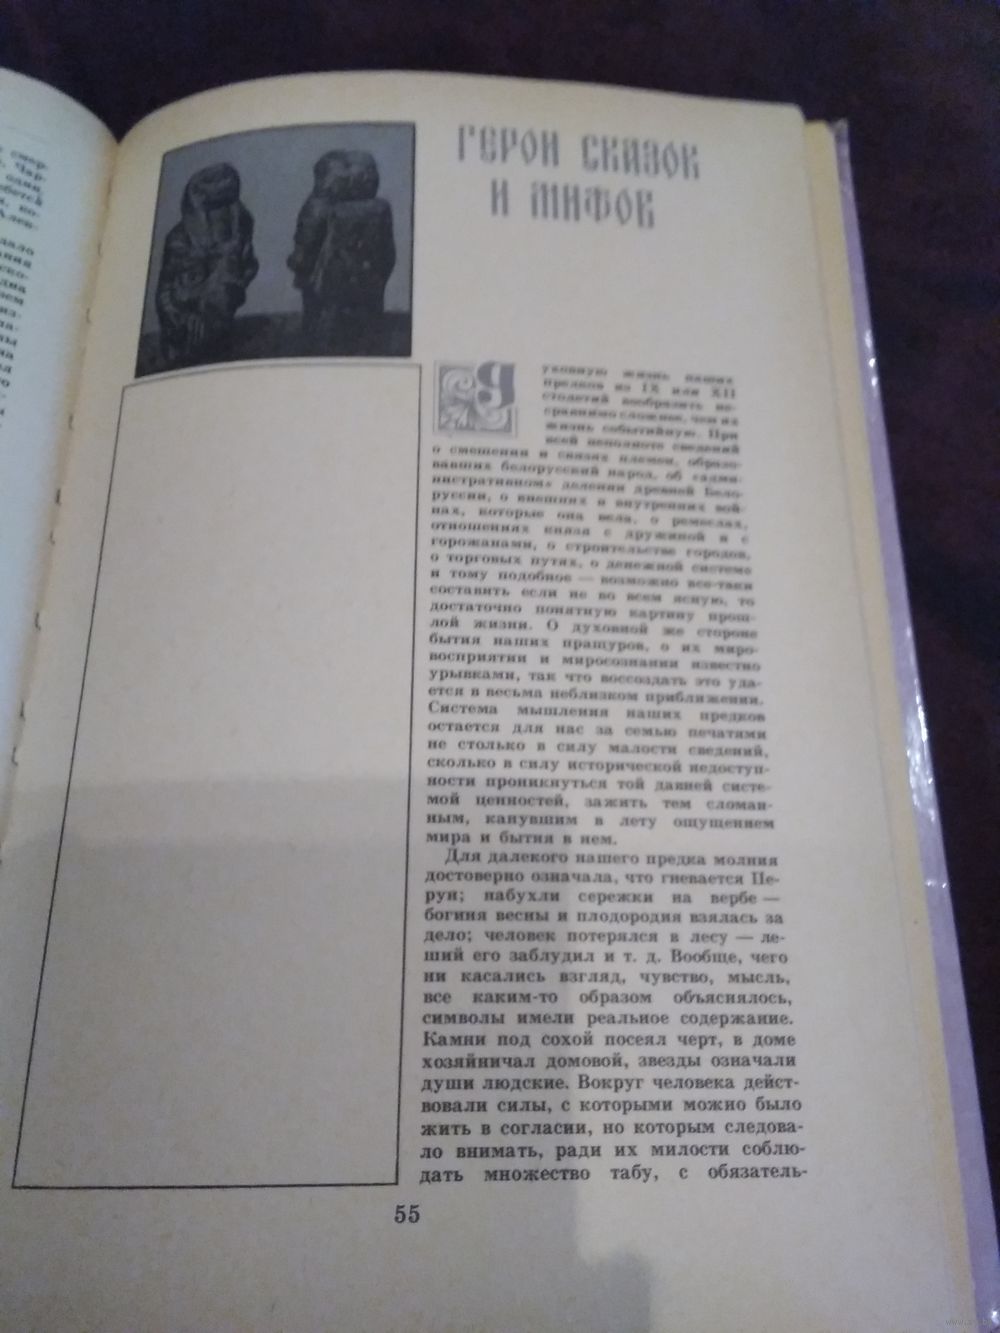 ГЕРОИ СКАЗОК
И МИФОВ
уховную жизнь наших
предков из IX или XII
столетий вообразить не-
сравнимо сложнее, чем их
жизнь событийную. При
всей неполноте сведений
о смешении и связях племен, образо-
вавших белорусский народ, об «адми-
нистративном» делении древней Бело-
руссии, о внешних и внутренних вой-
нах, которые она вела, о ремеслах,
отношениях князя с дружиной и с
горожанами, о строительстве городов,
о торговых путях, о денежной системе
и тому подобное — возможно все-таки
составить если не во всем ясную, то
достаточно понятную картину прош-
лой жизни. О духовной же стороне
бытия наших пращуров, о их миро-
восприятии и миросознании известно
урывками, так что воссоздать это уда-
ется в весьма неблизком приближении.
Система мышления наших предков
остается для нас за семью печатями
не столько в силу малости сведений,
сколько в силу исторической недоступ-
ности проникнуться той давней систе-
мой ценностей, зажить тем сломан-
ным, канувшим в лету ощущением
мира и бытия в нем.
Для далекого нашего предка молния
достоверно означала, что гневается Пе-
рун; набухли сережки на вербе —
богиня весны и плодородия взялась за
дело; человек потерялся в лесу — ле-
ший его заблудил и т. д. Вообще, чего
ни касались взгляд, чувство, мысль,
все каким-то образом объяснялось,
символы имели реальное содержание.
Камни под сохой посеял черт, в доме
хозяйничал домовой, звезды означали
души людские. Вокруг человека дейст-
вовали силы, с которыми можно было
жить в согласии, но которым следова-
ло внимать, ради их милости соблю-
дать множество табу, с обязатель-
55